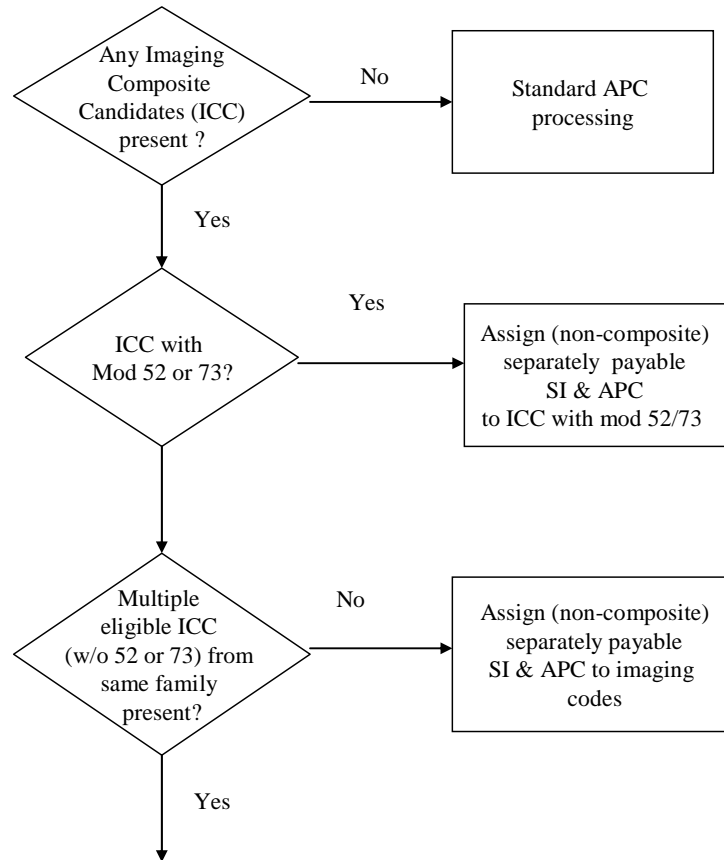 Any Imaging
Composite
Candidates (ICC)
present ?
No
Standard APC
processing
Yes
ICC with
Mod 52 or 73?
Yes
Assign (non-composite)
separately payable
SI & APC
to ICC with mod 52/73
Multiple
eligible ICC
(w/o 52 or 73) from
same family
present?
No
Assign (non-composite)
separately payable
SI & APC to imaging
codes
Yes